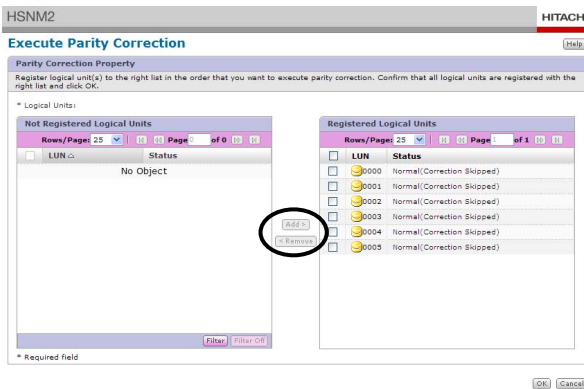 HSNM2
HITACH
Execute Parity Correction
Help
Parity Correction Property
Register logical unit(s) to the right list in the order that you want to execute parity correction. Confirm that all logical units are registered with the
right list and click OK.
* Logical Units:
Not Registered Logical Units
Rows/Page: 25 Page 0 of 0
LUN Status
No Object
Filter Filter Off
Add >
< Remove
Registered Logical Units
Rows/Page: 25 Page 1 of 1
LUN Status
0000 Normal(Correction Skipped)
0001 Normal(Correction Skipped)
0002 Normal(Correction Skipped)
0003 Normal(Correction Skipped)
0004 Normal(Correction Skipped)
0005 Normal(Correction Skipped)
* Required field
OK Cancel